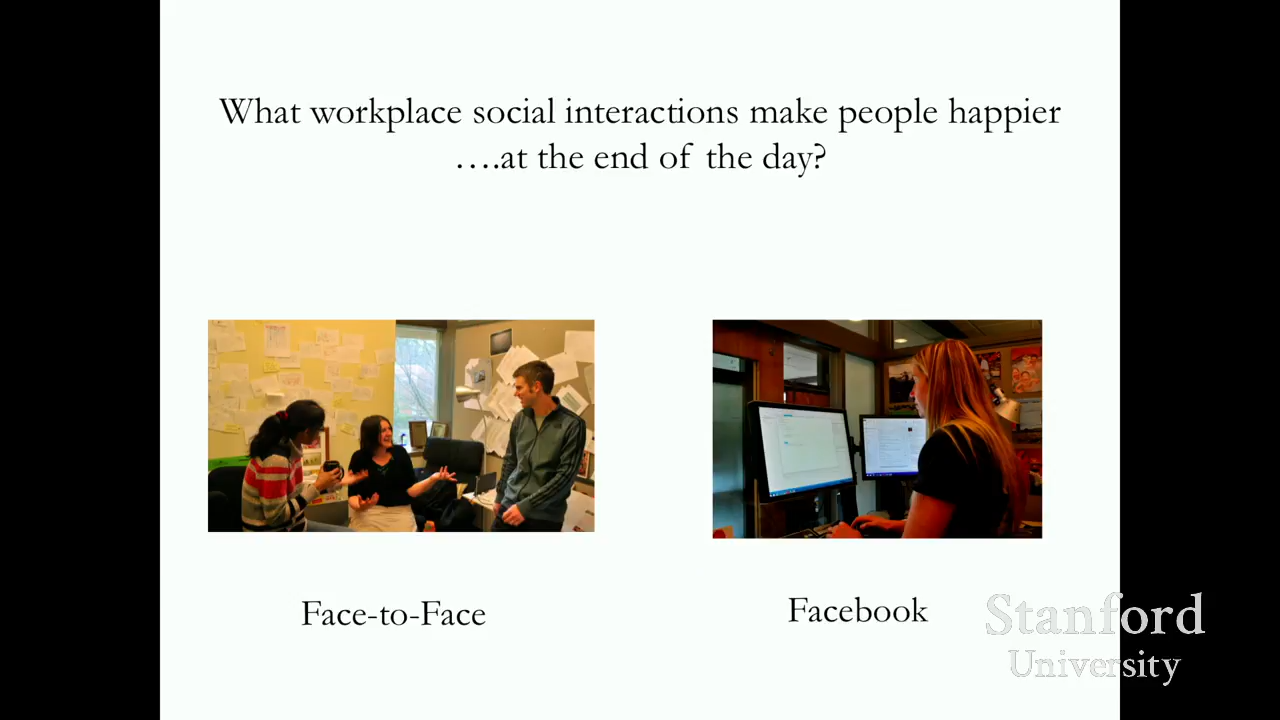 What workplace social interactions make people happier
….at the end of the day?
Face-to-Face
Facebook
Stanford
University